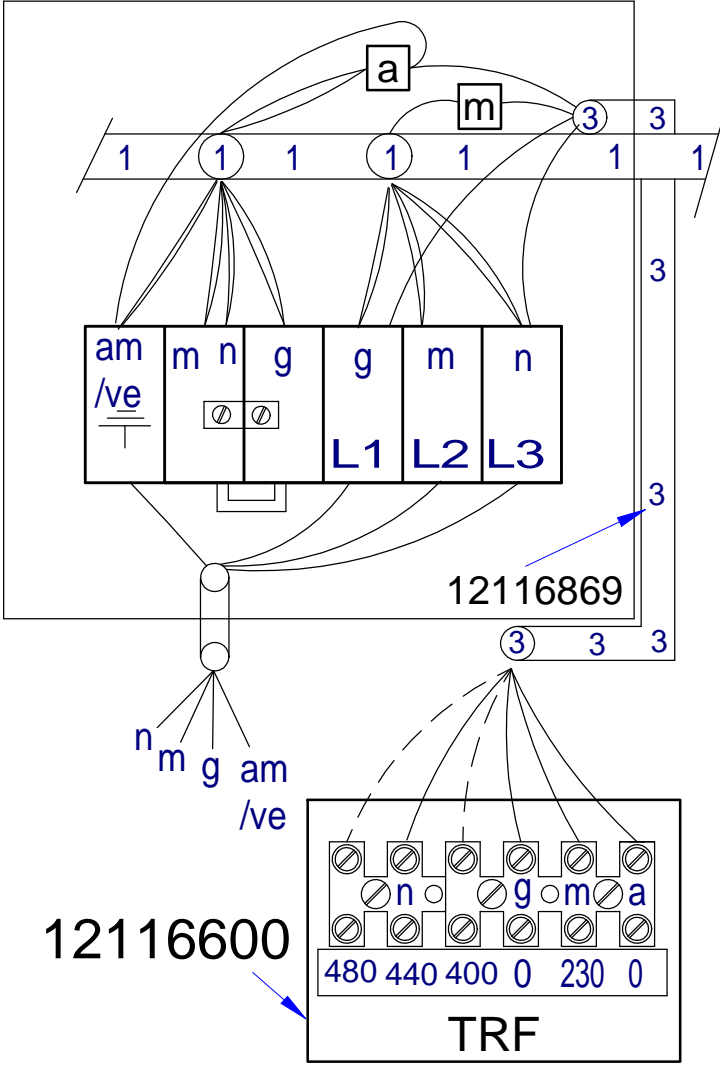 a
m
3 3
1 1 1 1 1 1 1
3
am m n g g m n
/ve
L1 L2 L3
3
12116869
3 3 3
n m g am
/ve
n g m a
12116600
480 440 400 0 230 0
TRF